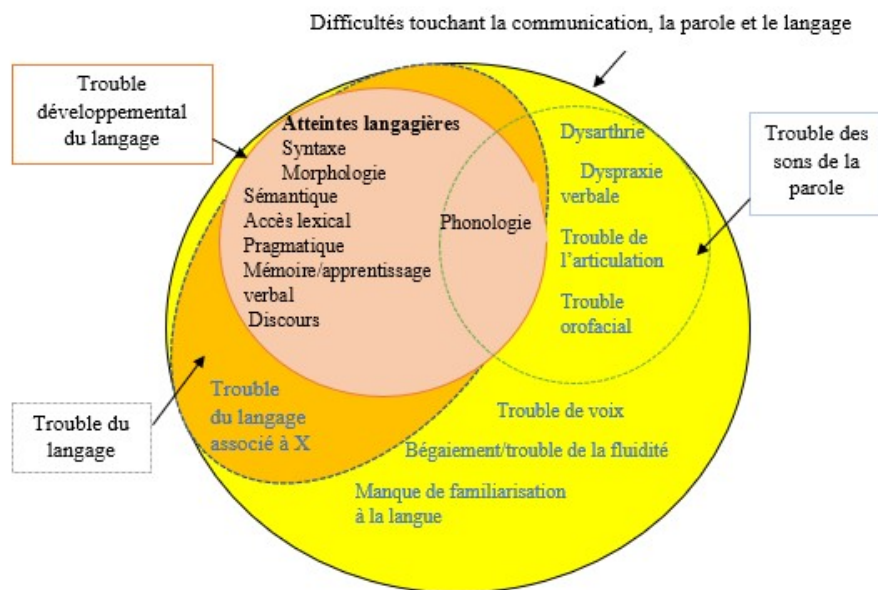 Difficultés touchant la communication, la parole et le langage
Trouble
développemental
du langage
Atteintes langagières
Syntaxe
Morphologie
Sémantique
Accès lexical
Pragmatique
Mémoire/apprentissage
verbal
Discours
Phonologie
Dysarthrie
Dyspraxie
verbale
Trouble de
l'articulation
Trouble
orofacial
Trouble des
sons de la
parole
Trouble du
langage
Trouble
du langage
associé à X
Trouble de voix
Bégaiement/trouble de la fluidité
Manque de familiarisation
à la langue